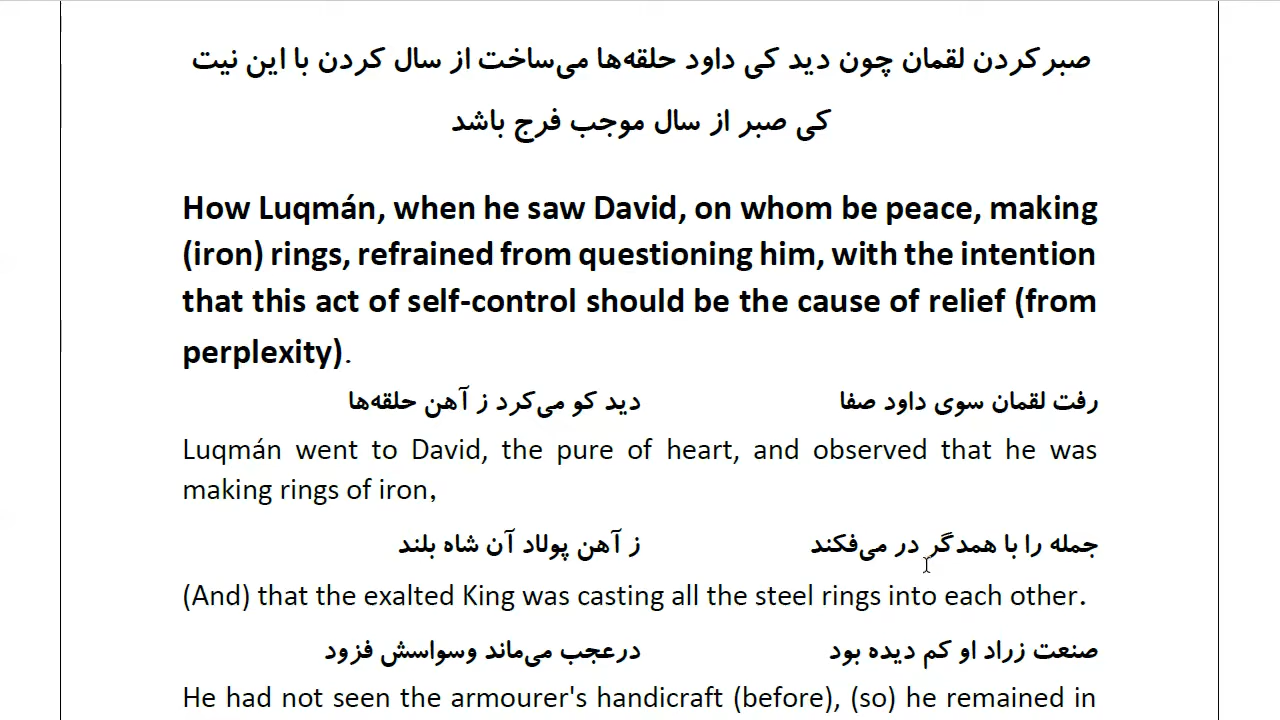 صبرکردن لقمان چون دید کی داود حلقه‌ها می‌ساخت از سال کردن با این نیت
کی صبر از سال موجب فرج باشد
How Luqmán, when he saw David, on whom be peace, making
(iron) rings, refrained from questioning him, with the intention
that this act of self-control should be the cause of relief (from
perplexity).
رفت لقمان سوی داود صفا دید کو می‌کرد ز آهن حلقه‌ها
Luqmán went to David, the pure of heart, and observed that he was
making rings of iron,
جمله را با همدگر در می‌فکند ز آهن پولاد آن شاه بلند
(And) that the exalted King was casting all the steel rings into each other.
صنعت زراد او کم دیده بود درعجب می‌ماند وسواسش فزود
He had not seen the armourer's handicraft (before), (so) he remained in